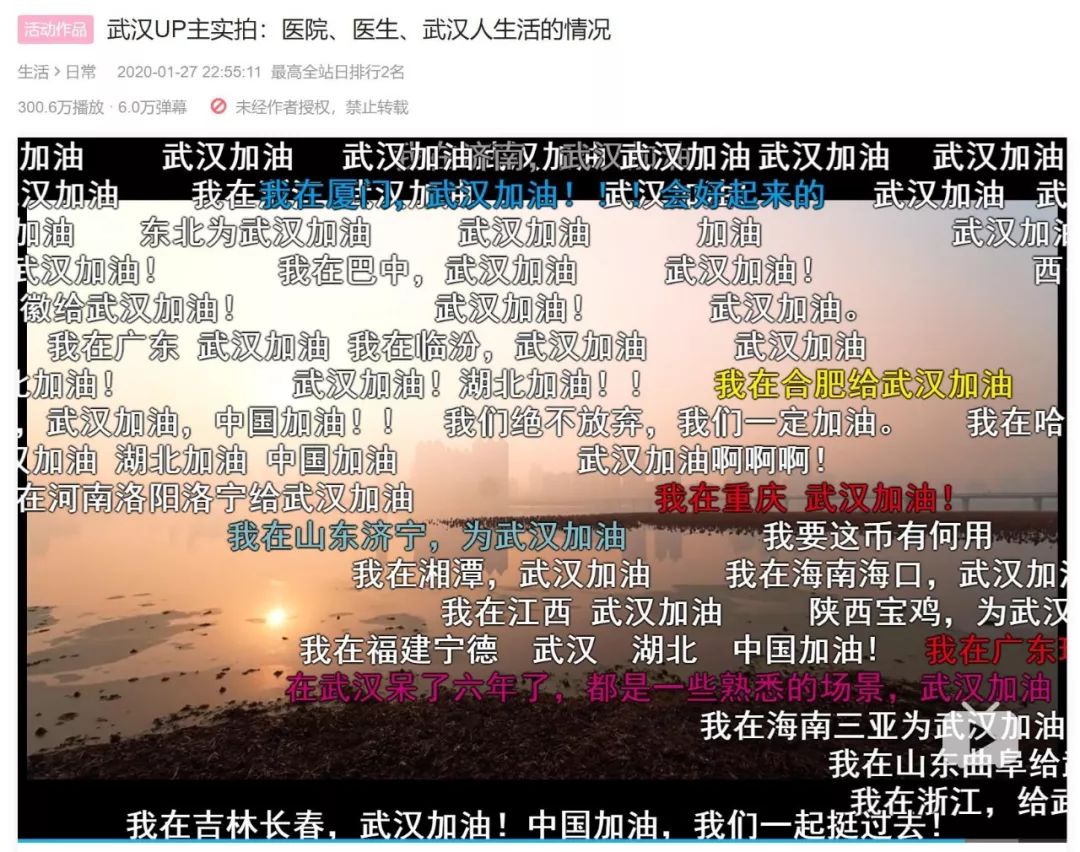 活动作品 武汉UP主实拍：医院、医生、武汉人生活的情况
生活 > 日常 2020-01-27 22:55:11 最高全站日排行2名
300.6万播放 · 6.0万弹幕 未经作者授权，禁止转载
加油 武汉加油 武汉加油 武汉加油 武汉加油 武汉加油
汉加油 我在 我在厦门，武汉加油！！！会好起来的 武汉加油 武
加油 东北为武汉加油 武汉加油 加油 武汉加油
武汉加油！ 我在巴中，武汉加油 武汉加油！ 西
徽给武汉加油！ 武汉加油！ 武汉加油。
我在广东 武汉加油 我在临汾，武汉加油 武汉加油
北加油！ 武汉加油！湖北加油！！ 我在合肥给武汉加油
，武汉加油，中国加油！！ 我们绝不放弃，我们一定加油。 我在哈
汉加油 湖北加油 中国加油 武汉加油啊啊啊！
在河南洛阳洛宁给武汉加油 我在重庆 武汉加油！
我在山东济宁，为武汉加油 我要这币有何用
我在湘潭，武汉加油 我在海南海口，武汉加油
我在江西 武汉加油 陕西宝鸡，为武汉
我在福建宁德 武汉 湖北 中国加油！ 我在广东
在武汉呆了六年了，都是一些熟悉的场景，武汉加油
我在海南三亚为武汉加油
我在山东曲阜给
我在浙江，给武
我在吉林长春，武汉加油！中国加油，我们一起挺过去！